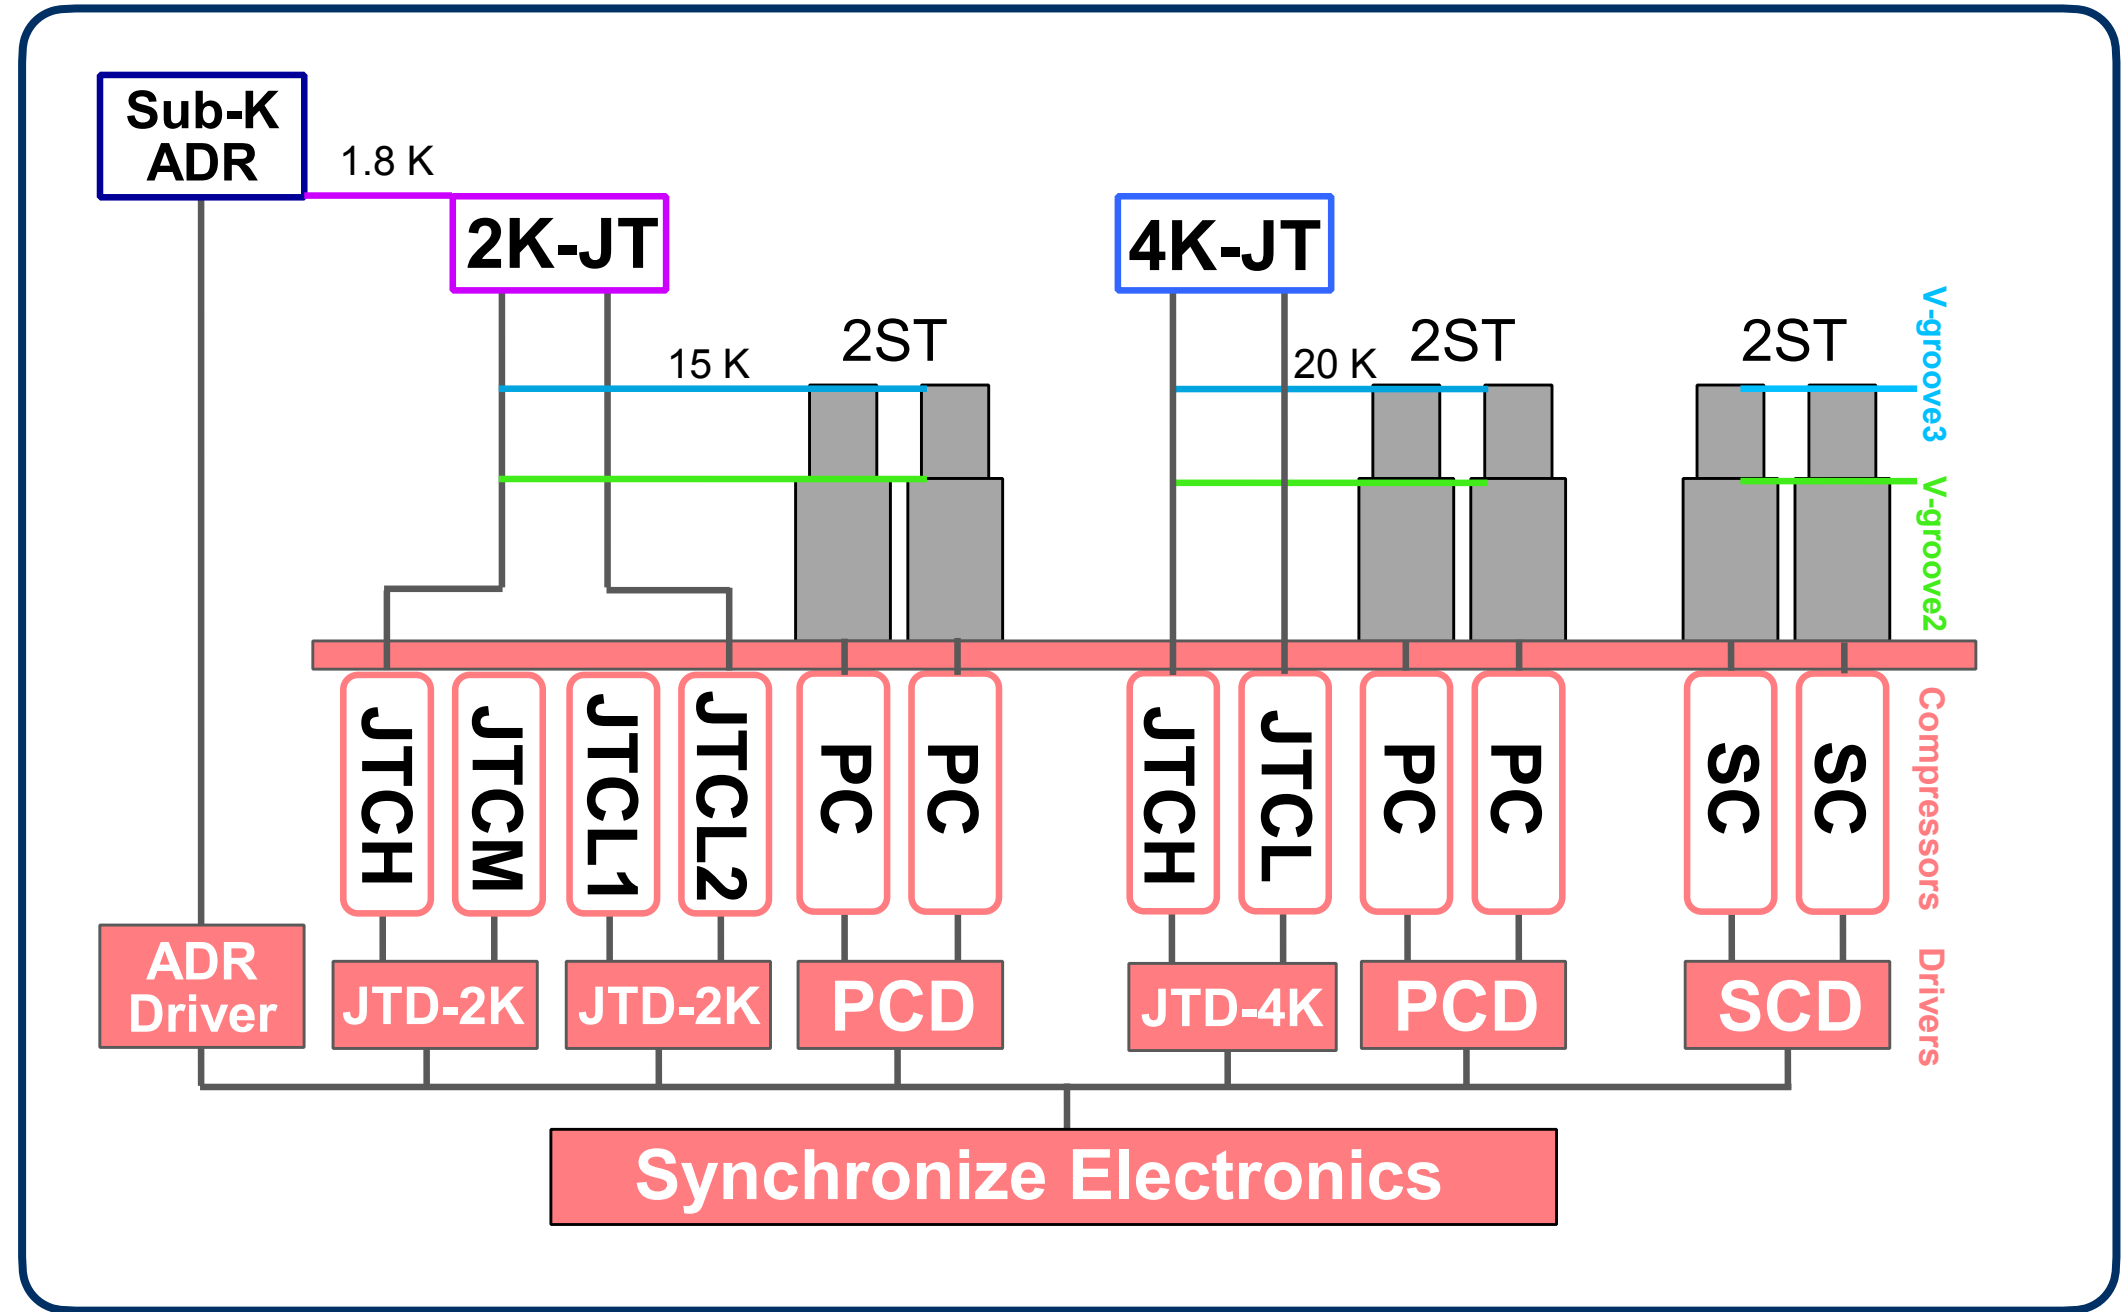 Sub-K
ADR
1.8 K
2K-JT
4K-JT
2ST
2ST
2ST
15 K
20 K
V-groove3
V-groove2
JTCH
JTCM
JTCL1
JTCL2
PC
PC
JTCH
JTCL
PC
PC
SC
SC
Compressors
ADR
Driver
JTD-2K
JTD-2K
PCD
JTD-4K
PCD
SCD
Drivers
Synchronize Electronics